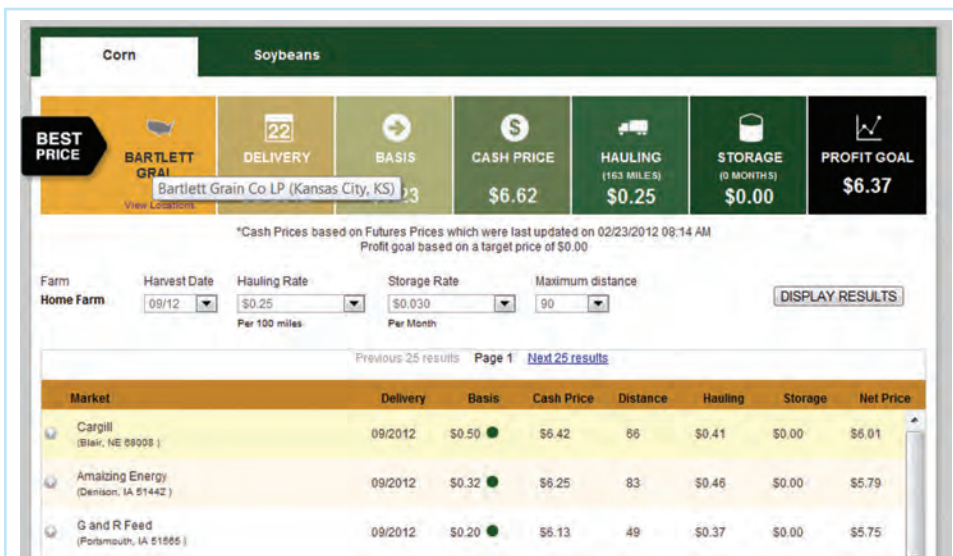 Corn Soybeans
BEST
PRICE
BARTLETT
GRAI
Bartlett Grain Co LP (Kansas City, KS)
View Locations
22
DELIVERY
BASIS
23
$
CASH PRICE
$6.62
HAULING
(163 MILES)
$0.25
STORAGE
(0 MONTHS)
$0.00
PROFIT GOAL
$6.37
*Cash Prices based on Futures Prices which were last updated on 02/23/2012 08:14 AM
Profit goal based on a target price of $0.00
Farm Harvest Date Hauling Rate Storage Rate Maximum distance
Home Farm 09/12 $0.25 $0.030 90 DISPLAY RESULTS
Per 100 miles Per Month
Previous 25 results Page 1 Next 25 results
Market Delivery Basis Cash Price Distance Hauling Storage Net Price
Cargill 09/2012 $0.50 $6.42 66 $0.41 $0.00 $6.01
(Blair, NE 68008 )
Amaizing Energy 09/2012 $0.32 $6.25 83 $0.46 $0.00 $5.79
(Denison, IA 51442 )
G and R Feed 09/2012 $0.20 $6.13 49 $0.37 $0.00 $5.75
(Portsmouth, IA 51565 )